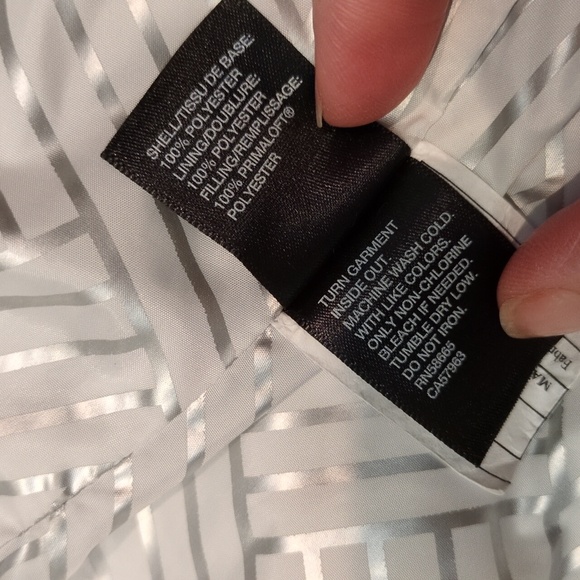 SHELL/TISSU DE BASE:
100% POLYESTER
LINING/DOUBLURE:
100% POLYESTER
FILLING/REMPLISSAGE:
100% PRIMALOFT®
POLYESTER
TURN GARMENT
INSIDE OUT.
MACHINE WASH COLD.
WITH LIKE COLORS.
ONLY NON CHLORINE
BLEACH IF NEEDED.
TUMBLE DRY LOW.
DO NOT IRON.
RN58665
CA57963
MA
Fabr